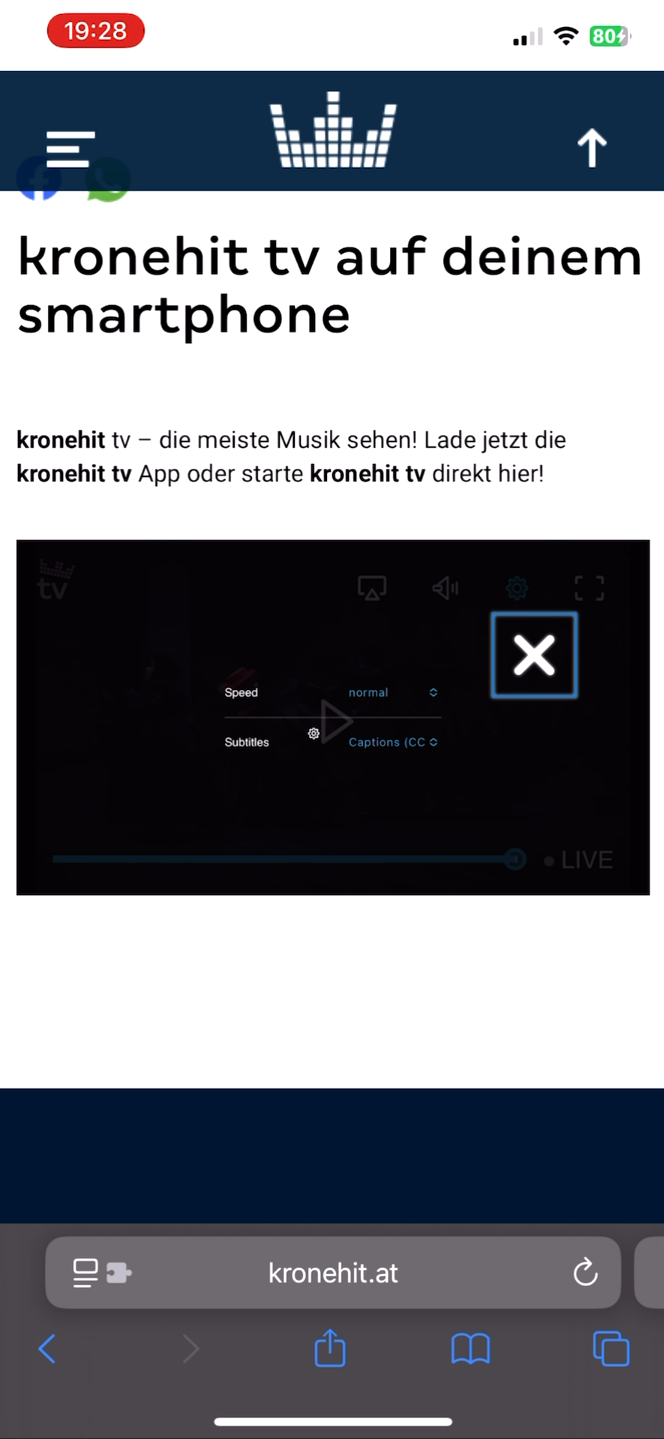 19:28
80
kronehit tv auf deinem
smartphone
kronehit tv – die meiste Musik sehen! Lade jetzt die
kronehit tv App oder starte kronehit tv direkt hier!
tv
Speed normal
Subtitles Captions (CC
LIVE
kronehit.at